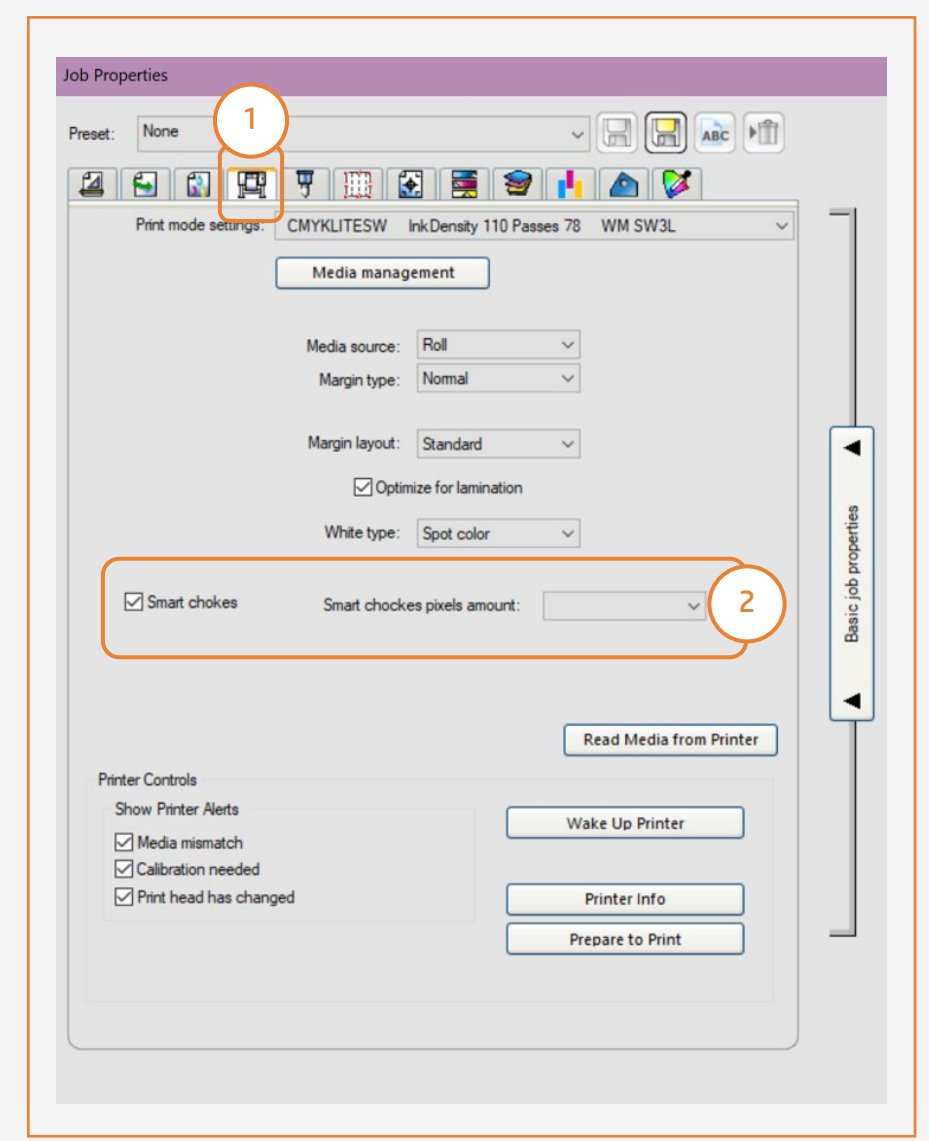 Job Properties
1
Preset: None
ABC
Print mode settings: CMYKLITESW InkDensity 110 Passes 78 WM SW3L
Media management
Media source: Roll
Margin type: Normal
Margin layout: Standard
Optimize for lamination
White type: Spot color
Smart chokes Smart chockes pixels amount: 2
Basic job properties
Read Media from Printer
Printer Controls
Show Printer Alerts
Wake Up Printer
Media mismatch
Calibration needed
Print head has changed
Printer Info
Prepare to Print